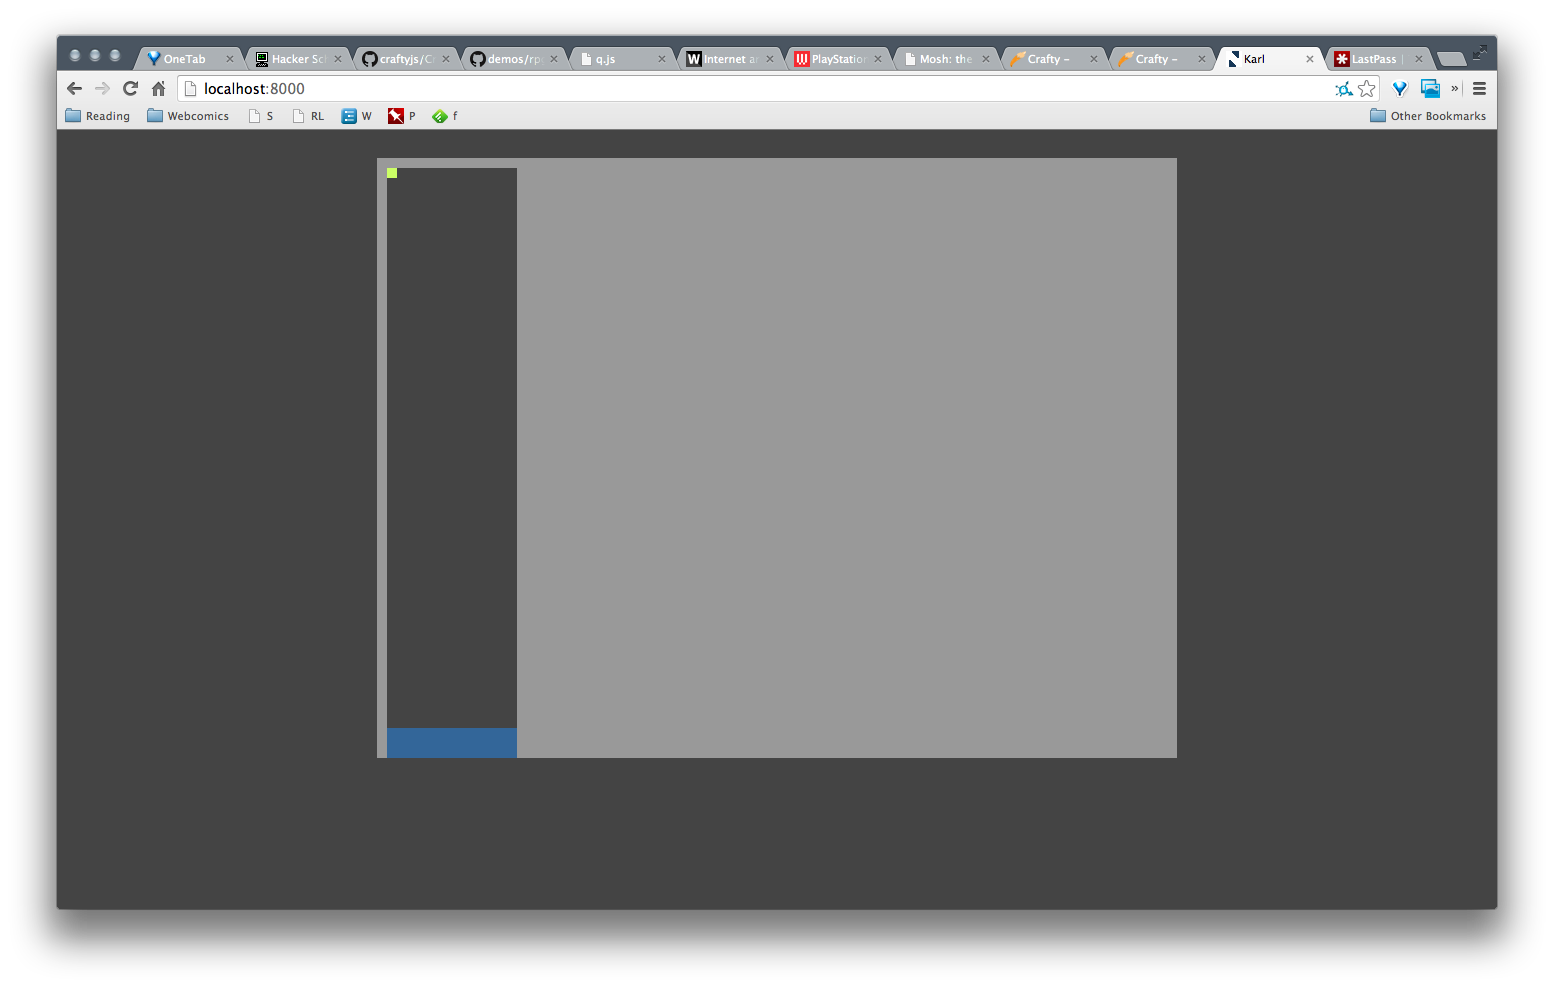 OneTab Hacker Sc craftyjs/C demos/rp q.js Internet a PlayStation Mosh: the Crafty – Crafty – Karl LastPass |
localhost:8000
Reading Webcomics S RL W P f Other Bookmarks